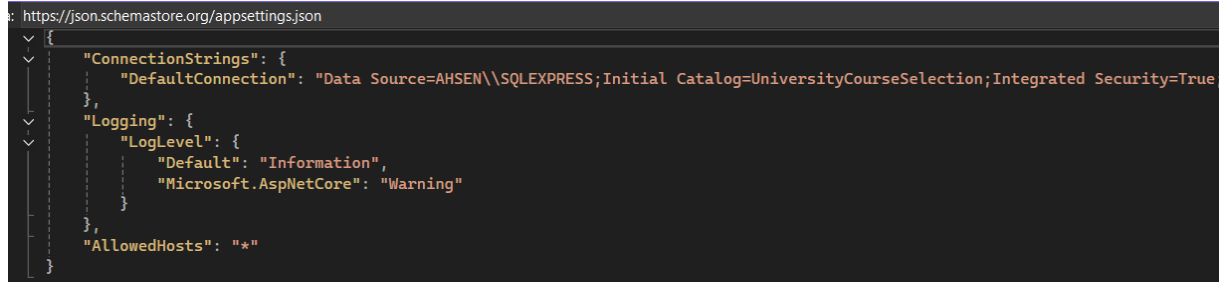 a: https://json.schemastore.org/appsettings.json
{
"ConnectionStrings": {
"DefaultConnection": "Data Source=AHSEN\\SQLEXPRESS;Initial Catalog=UniversityCourseSelection;Integrated Security=True;
},
"Logging": {
"LogLevel": {
"Default": "Information",
"Microsoft.AspNetCore": "Warning"
}
},
"AllowedHosts": "*"
}